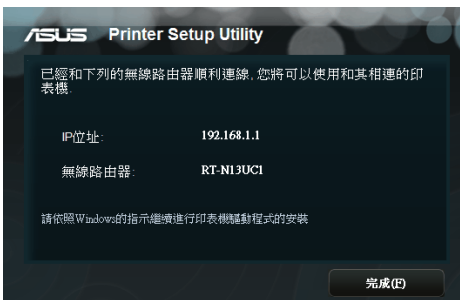 ASUS Printer Setup Utility
已經和下列的無線路由器順利連線, 您將可以使用和其相連的印
表機.
IP位址: 192.168.1.1
無線路由器: RT-N13UC1
請依照Windows的指示繼續進行印表機驅動程式的安裝
完成(F)